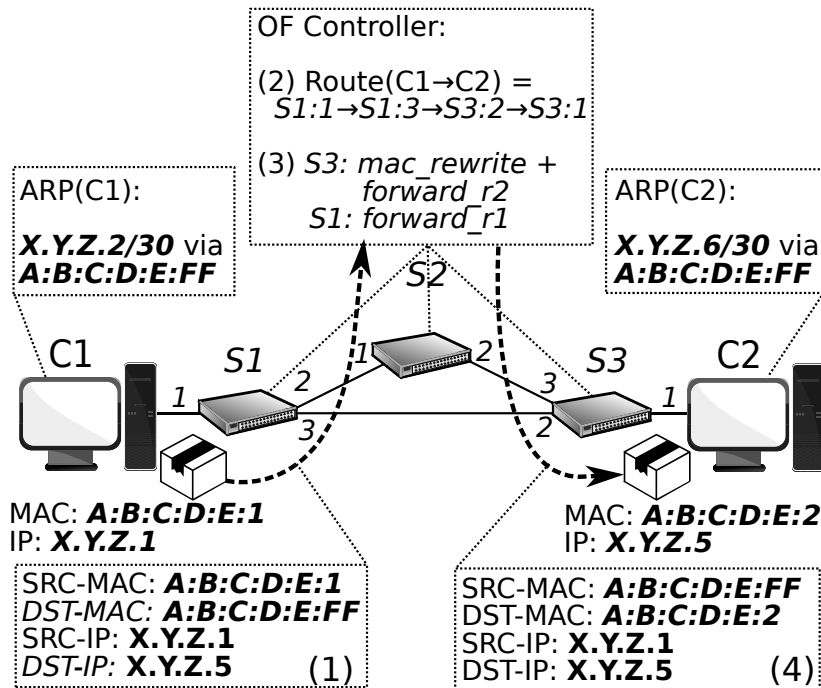 OF Controller:
(2) Route(C1→C2) =
S1:1→S1:3→S3:2→S3:1
(3) S3: mac_rewrite +
forward_r2
S1: forward_r1
ARP(C1):
X.Y.Z.2/30 via
A:B:C:D:E:FF
ARP(C2):
X.Y.Z.6/30 via
A:B:C:D:E:FF
S2
C1
S1
1
2
S3
C2
1
2
3
3
2
1
MAC: A:B:C:D:E:1
IP: X.Y.Z.1
MAC: A:B:C:D:E:2
IP: X.Y.Z.5
SRC-MAC: A:B:C:D:E:1
DST-MAC: A:B:C:D:E:FF
SRC-IP: X.Y.Z.1
DST-IP: X.Y.Z.5 (1)
SRC-MAC: A:B:C:D:E:FF
DST-MAC: A:B:C:D:E:2
SRC-IP: X.Y.Z.1
DST-IP: X.Y.Z.5 (4)